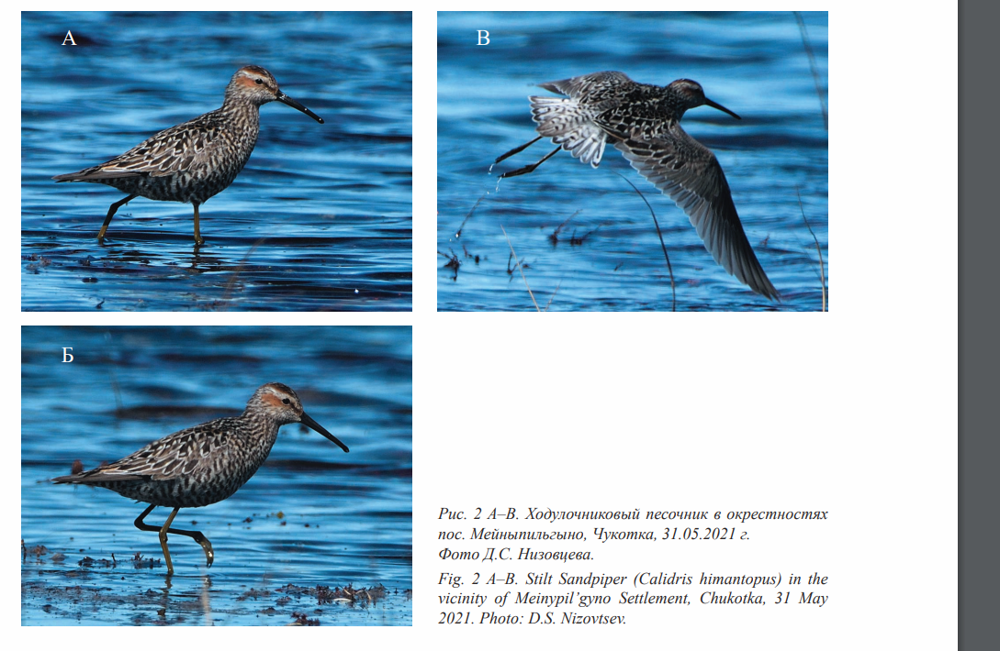 А
В
Б
Рис. 2 А–В. Ходулочниковый песочник в окрестностях
пос. Мейныпильгыно, Чукотка, 31.05.2021 г.
Фото Д.С. Низовцева.
Fig. 2 A–B. Stilt Sandpiper (Calidris himantopus) in the
vicinity of Meinypil’gyno Settlement, Chukotka, 31 May
2021. Photo: D.S. Nizovtsev.